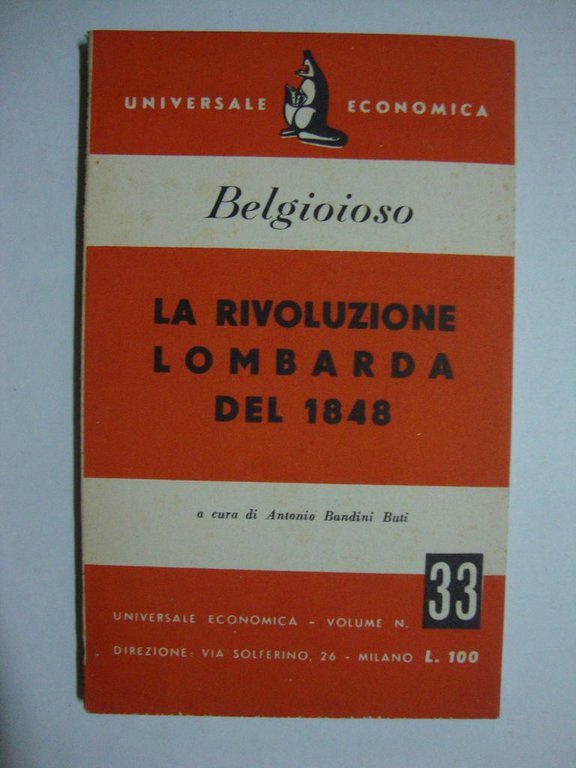 UNIVERSALE ECONOMICA
Belgioioso
LA RIVOLUZIONE
LOMBARDA
DEL 1848
a cura di Antonio Bandini Buti
UNIVERSALE ECONOMICA - VOLUME N. 33
DIREZIONE: VIA SOLFERINO, 26 - MILANO L. 100